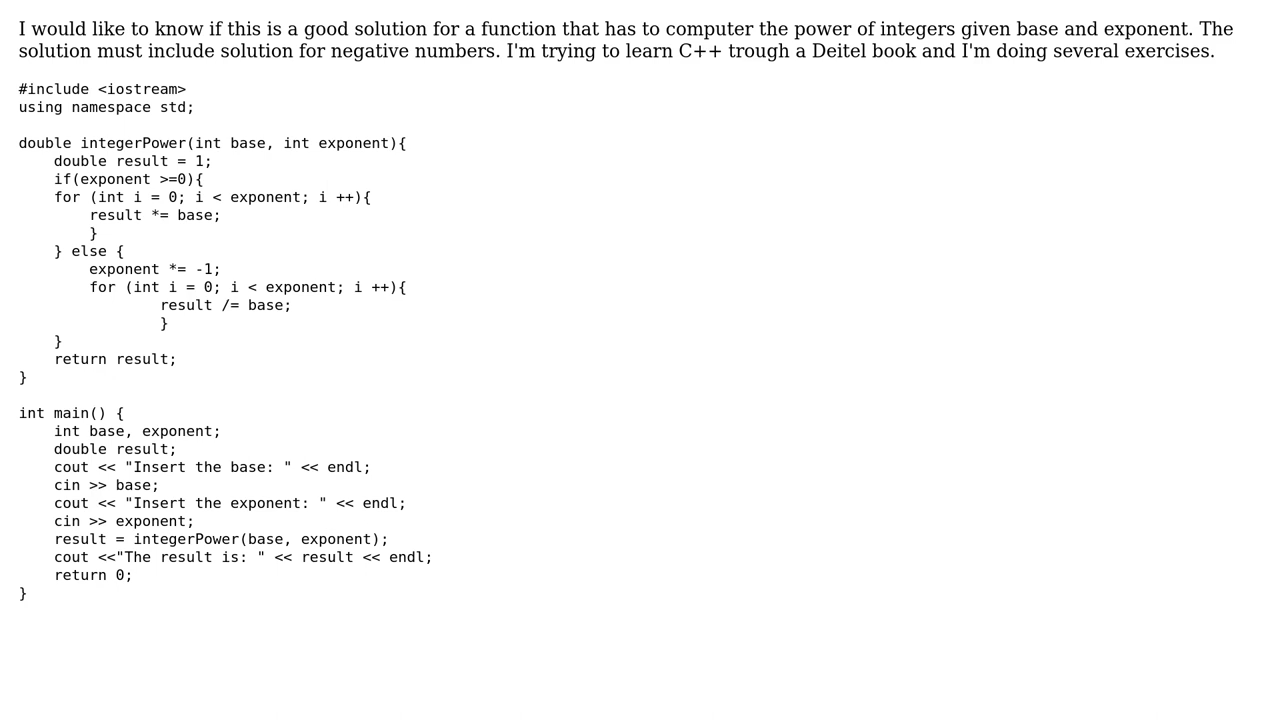 I would like to know if this is a good solution for a function that has to computer the power of integers given base and exponent. The
solution must include solution for negative numbers. I'm trying to learn C++ trough a Deitel book and I'm doing several exercises.
#include <iostream>
using namespace std;

double integerPower(int base, int exponent){
    double result = 1;
    if(exponent >=0){
    for (int i = 0; i < exponent; i ++){
        result *= base;
        }
    } else {
        exponent *= -1;
        for (int i = 0; i < exponent; i ++){
                result /= base;
                }
    }
    return result;
}

int main() {
    int base, exponent;
    double result;
    cout << "Insert the base: " << endl;
    cin >> base;
    cout << "Insert the exponent: " << endl;
    cin >> exponent;
    result = integerPower(base, exponent);
    cout <<"The result is: " << result << endl;
    return 0;
}